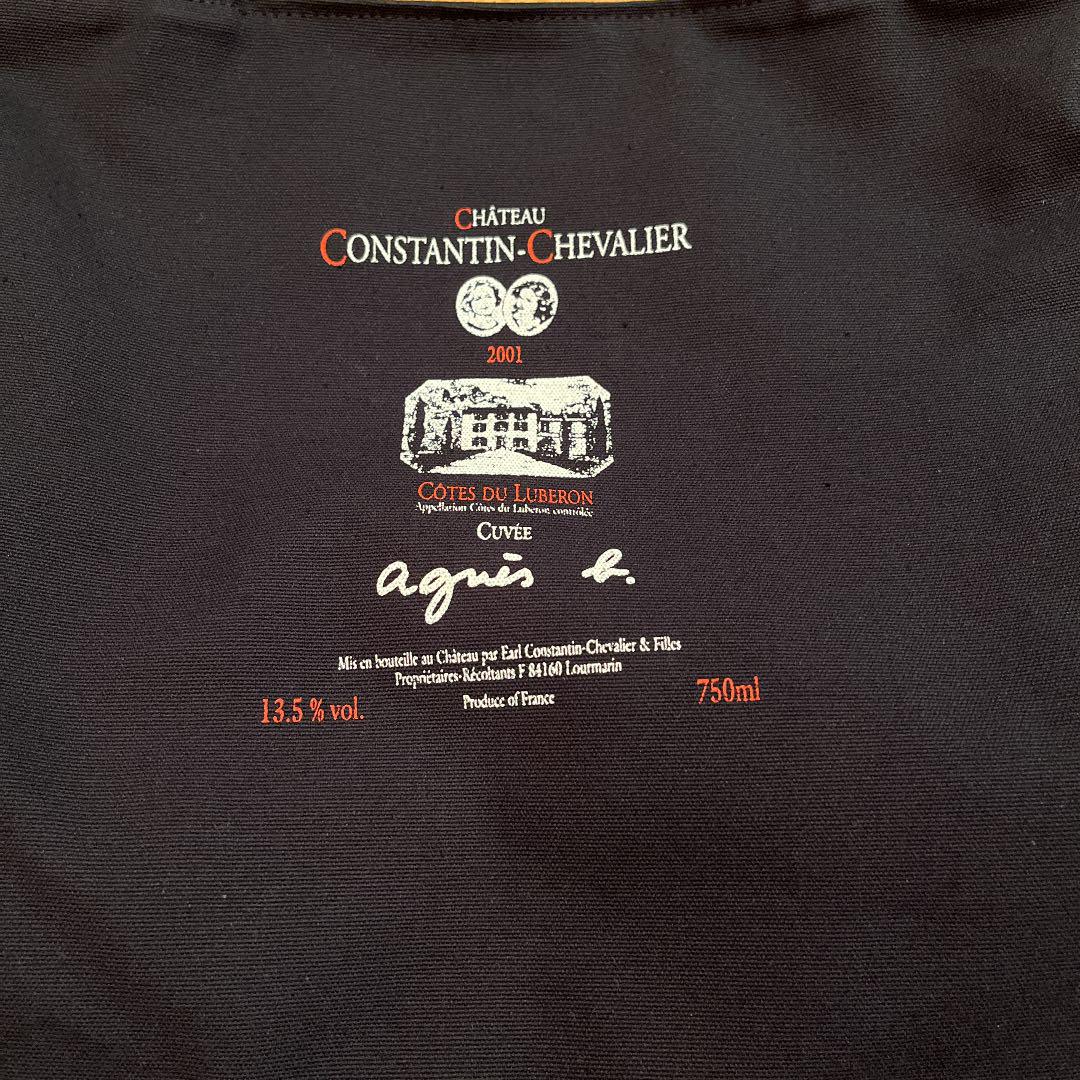 CHÂTEAU
CONSTANTIN-CHEVALIER
2001
CÔTES DU LUBERON
Appellation Côtes du Luberon contrôlée
CUVÉE
agnès b.
Mis en bouteille au Château par Earl Constantin-Chevalier & Filles
Propriétaires-Récoltants F 84160 Lourmarin
Produce of France
13.5 % vol.
750ml